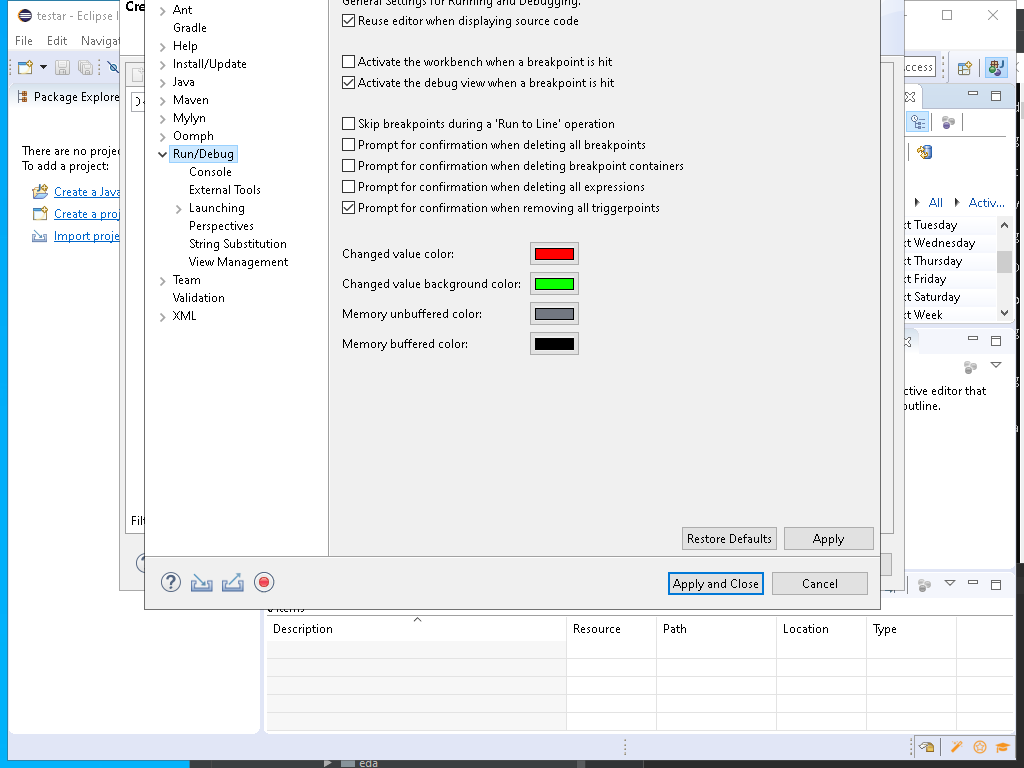 testar - Eclipse I
Cre
File Edit Navigat
Package Explore
There are no projec
To add a project:
Create a Java
Create a proj
Import proje
Ant
Gradle
Help
Install/Update
Java
Maven
Mylyn
Oomph
Run/Debug
Console
External Tools
Launching
Perspectives
String Substitution
View Management
Team
Validation
XML
General Settings for Running and Debugging.
Reuse editor when displaying source code
Activate the workbench when a breakpoint is hit
Activate the debug view when a breakpoint is hit
Skip breakpoints during a 'Run to Line' operation
Prompt for confirmation when deleting all breakpoints
Prompt for confirmation when deleting breakpoint containers
Prompt for confirmation when deleting all expressions
Prompt for confirmation when removing all triggerpoints
Changed value color:
Changed value background color:
Memory unbuffered color:
Memory buffered color:
Restore Defaults Apply
Apply and Close Cancel
Filt
ccess
All Activ...
xt Tuesday
xt Wednesday
xt Thursday
xt Friday
xt Saturday
xt Week
ctive editor that
outline.
items
Description Resource Path Location Type
eda